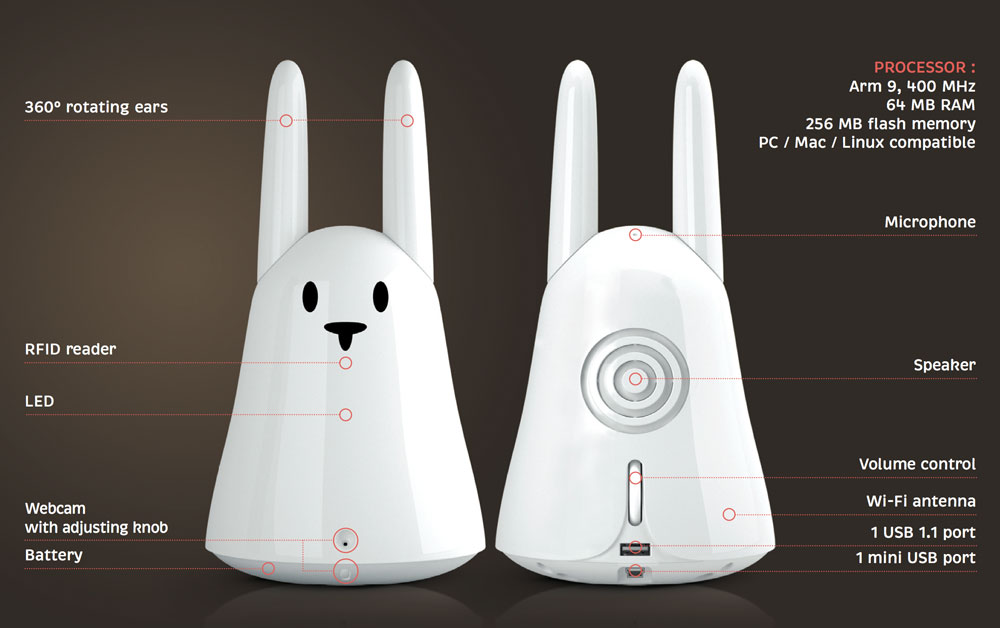 360° rotating ears
RFID reader
LED
Webcam
with adjusting knob
Battery
PROCESSOR :
Arm 9, 400 MHz
64 MB RAM
256 MB flash memory
PC / Mac / Linux compatible
Microphone
Speaker
Volume control
Wi-Fi antenna
1 USB 1.1 port
1 mini USB port